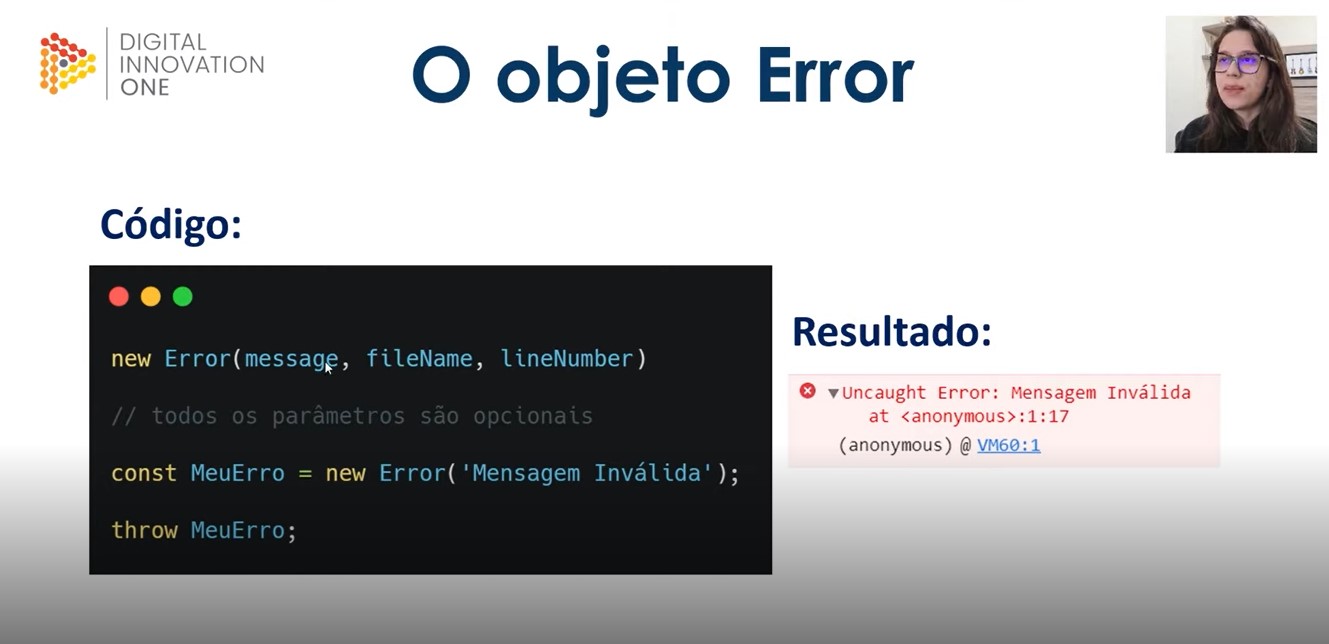 DIGITAL
INNOVATION
ONE
O objeto Error
Código:
new Error(message, fileName, lineNumber)
// todos os parâmetros são opcionais
const MeuErro = new Error('Mensagem Inválida');
throw MeuErro;
Resultado:
Uncaught Error: Mensagem Inválida
at <anonymous>:1:17
(anonymous) @ VM60:1